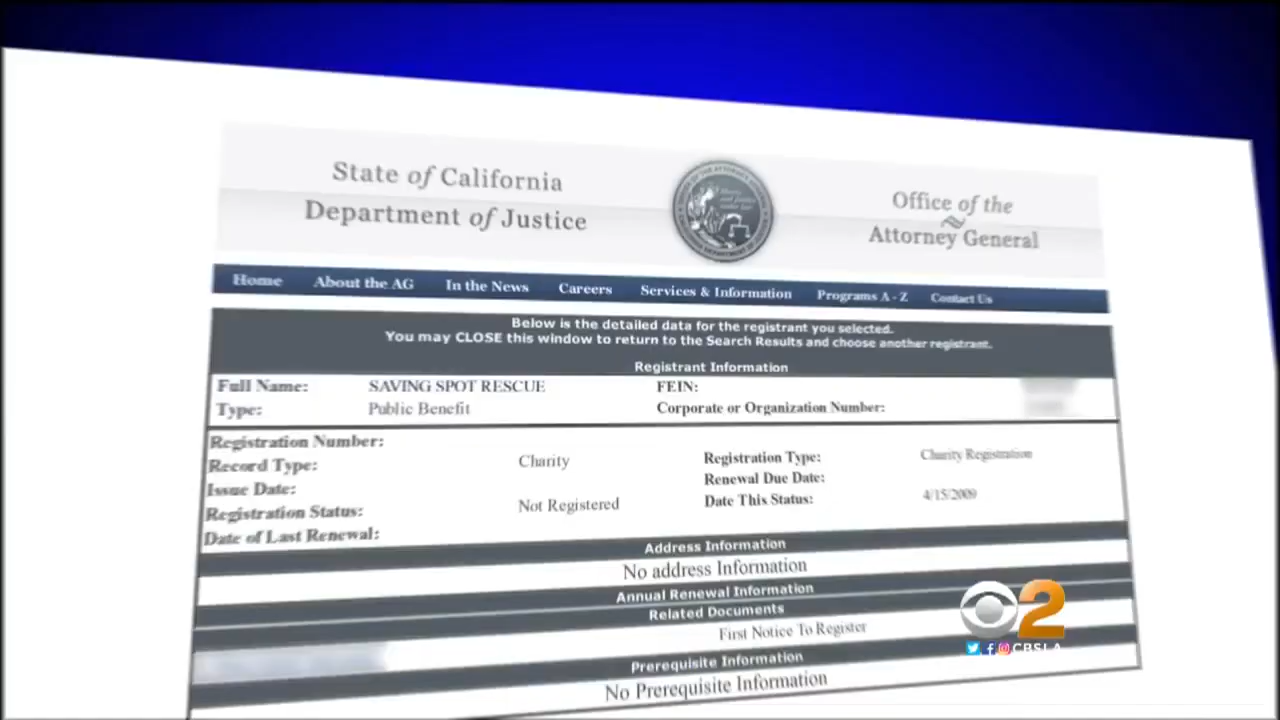 State of California
Department of Justice
Office of the
Attorney General
Home About the AG In the News Careers Services & Information Programs A - Z Contact Us
Below is the detailed data for the registrant you selected.
You may CLOSE this window to return to the Search Results and choose another registrant.
Registrant Information
Full Name: SAVING SPOT RESCUE FEIN:
Type: Public Benefit Corporate or Organization Number:
Registration Number:
Record Type: Charity Registration Type: Charity Registration
Issue Date: Renewal Due Date:
Registration Status: Not Registered Date This Status: 4/15/2009
Date of Last Renewal:
Address Information
No address Information
Annual Renewal Information
Related Documents
First Notice To Register
Prerequisite Information
No Prerequisite Information
2
CBSLA